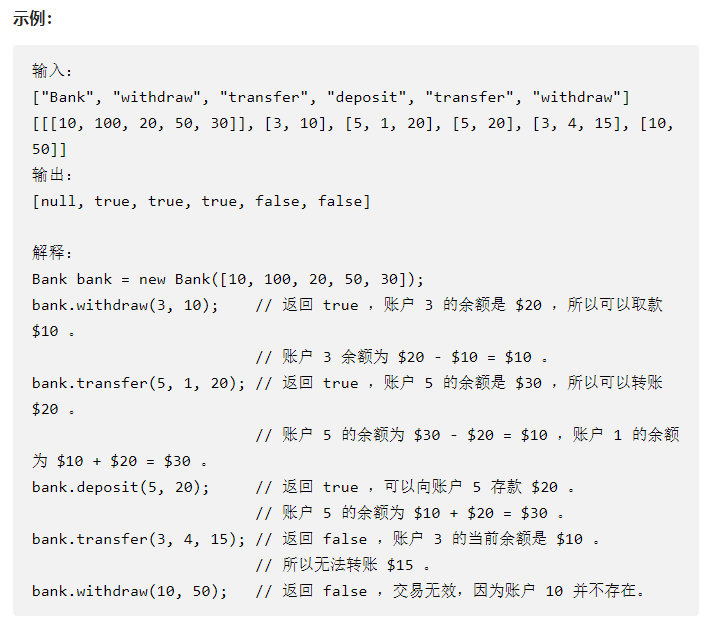 示例：
输入：
["Bank", "withdraw", "transfer", "deposit", "transfer", "withdraw"]
[[[10, 100, 20, 50, 30]], [3, 10], [5, 1, 20], [5, 20], [3, 4, 15], [10,
50]]
输出：
[null, true, true, true, false, false]
解释：
Bank bank = new Bank([10, 100, 20, 50, 30]);
bank.withdraw(3, 10);    // 返回 true ，账户 3 的余额是 $20 ，所以可以取款
$10 。
// 账户 3 余额为 $20 - $10 = $10 。
bank.transfer(5, 1, 20); // 返回 true ，账户 5 的余额是 $30 ，所以可以转账
$20 。
// 账户 5 的余额为 $30 - $20 = $10 ，账户 1 的余额
为 $10 + $20 = $30 。
bank.deposit(5, 20);     // 返回 true ，可以向账户 5 存款 $20 。
// 账户 5 的余额为 $10 + $20 = $30 。
bank.transfer(3, 4, 15); // 返回 false ，账户 3 的当前余额是 $10 。
// 所以无法转账 $15 。
bank.withdraw(10, 50);   // 返回 false ，交易无效，因为账户 10 并不存在。